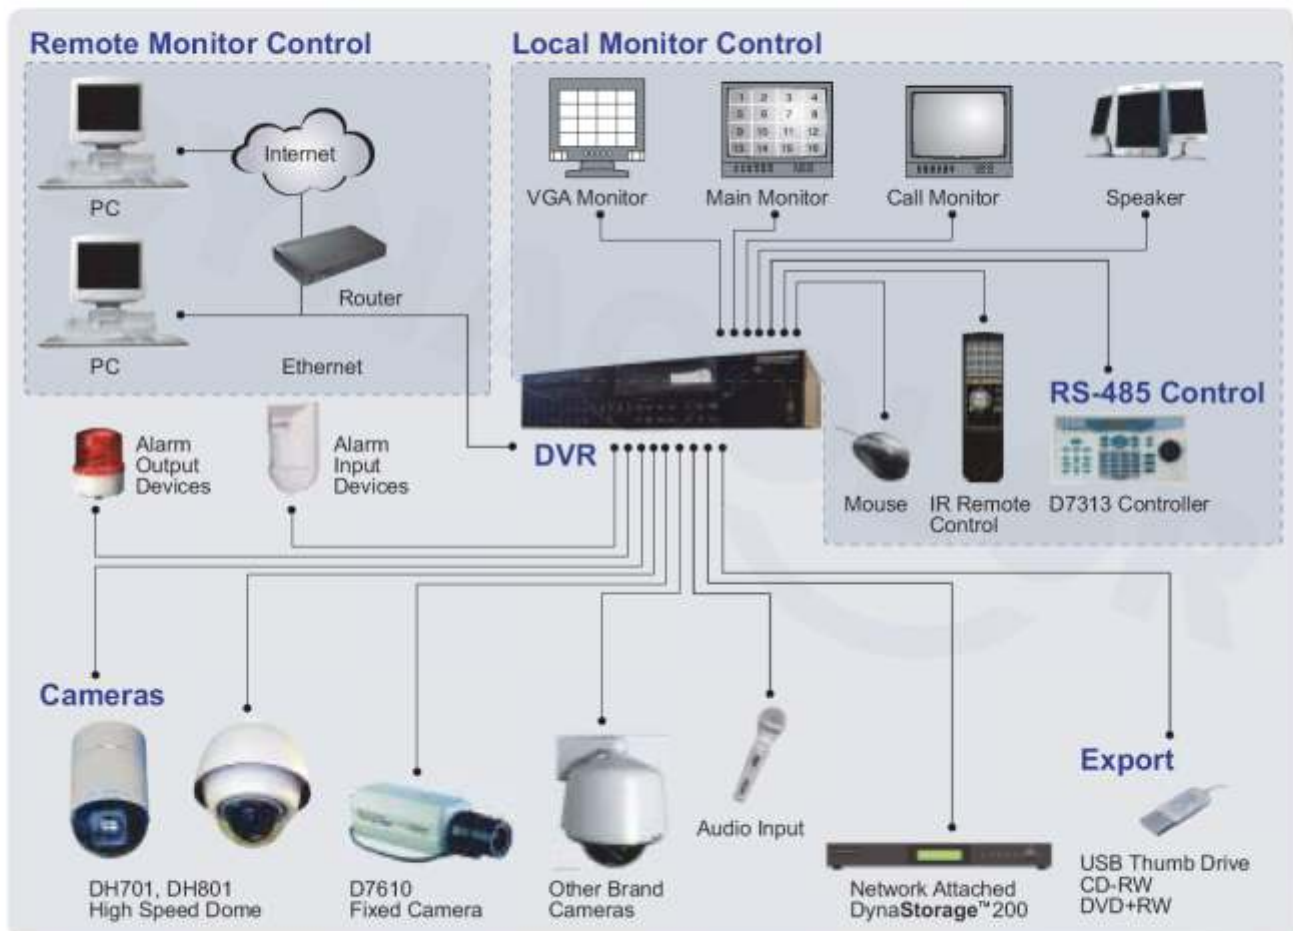 Remote Monitor Control
PC
Internet
Router
PC
Ethernet
Local Monitor Control
VGA Monitor
1 2 3 4
5 6 7 8
9 10 11 12
13 14 15 16
Main Monitor
Call Monitor
Speaker
RS-485 Control
Mouse
IR Remote
Control
D7313 Controller
DVR
Alarm
Output
Devices
Alarm
Input
Devices
Cameras
DH701, DH801
High Speed Dome
D7610
Fixed Camera
Other Brand
Cameras
Audio Input
Network Attached
DynaStorage™200
Export
USB Thumb Drive
CD-RW
DVD+RW